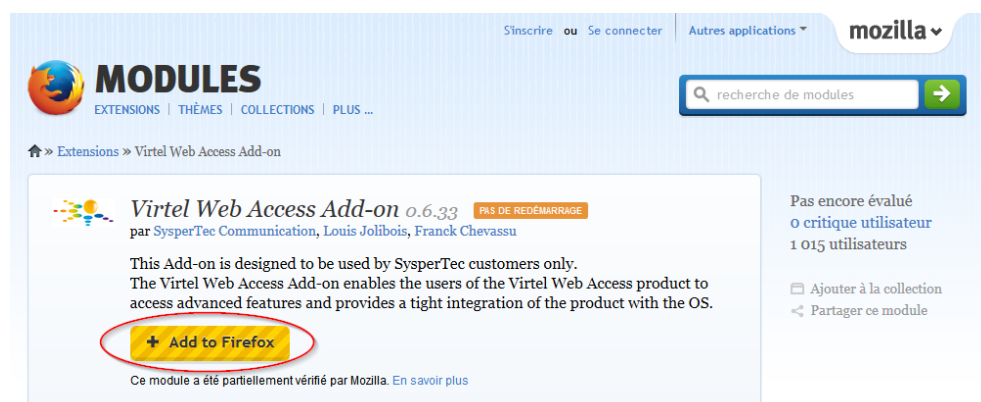 S'inscrire ou Se connecter Autres applications mozilla
MODULES
EXTENSIONS | THÈMES | COLLECTIONS | PLUS ...
recherche de modules
» Extensions » Virtel Web Access Add-on
Virtel Web Access Add-on 0.6.33 PAS DE REDÉMARRAGE
par SysperTec Communication, Louis Jolibois, Franck Chevassu
This Add-on is designed to be used by SysperTec customers only.
The Virtel Web Access Add-on enables the users of the Virtel Web Access product to
access advanced features and provides a tight integration of the product with the OS.
+ Add to Firefox
Ce module a été partiellement vérifié par Mozilla. En savoir plus
Pas encore évalué
0 critique utilisateur
1 015 utilisateurs
Ajouter à la collection
Partager ce module